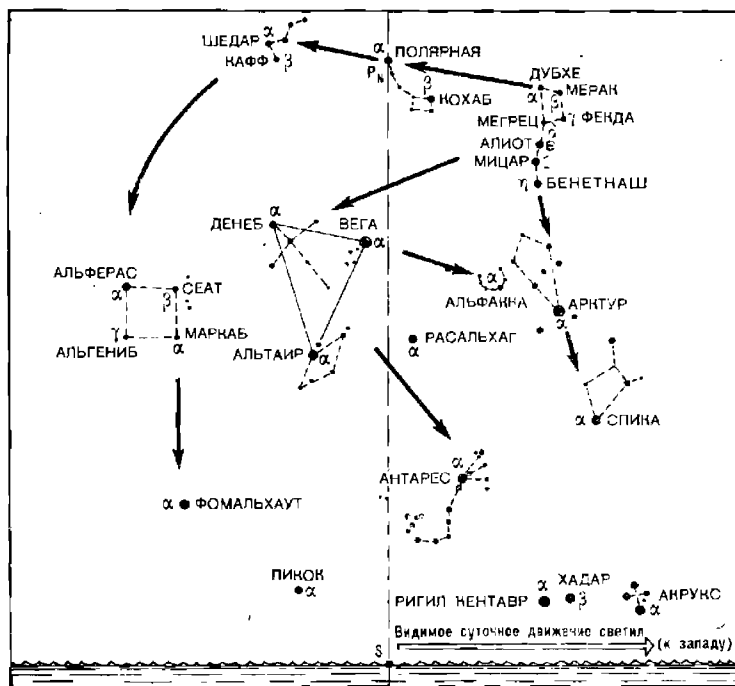 α
ШЕДАР
КАФФ β
α ПОЛЯРНАЯ
PN
β
КОХАБ
ДУБХЕ
α
МЕРАК
β
МЕГРЕЦ
γ ФЕКДА
δ
АЛИОТ ε
МИЦАР ζ
η БЕНЕТНАШ
α
ДЕНЕБ
ВЕГА
α
α
АЛЬФАККА
АРКТУР
α
АЛЬФЕРАС
α
СЕАТ
β
γ
МАРКАБ
АЛЬГЕНИБ
α
АЛЬТАИР α
РАСАЛЬХАГ
α
α СПИКА
α
АНТАРЕС
α ФОМАЛЬХАУТ
ПИКОК
α
α ХАДАР
РИГИЛ КЕНТАВР β
АКРУКС
α
Видимое суточное движение светил
(к западу)
S